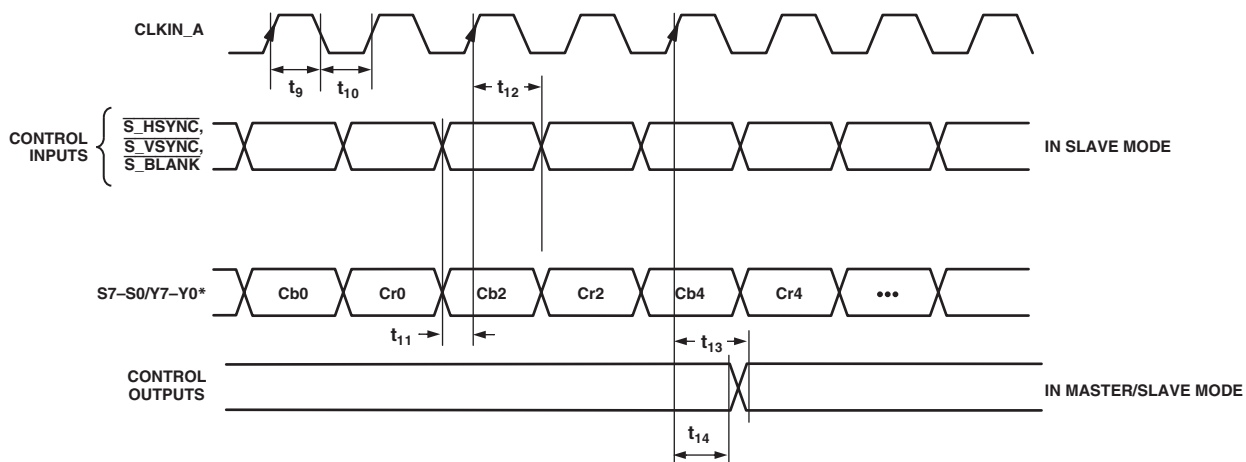 CLKIN_A
t9
t10
t12
CONTROL
INPUTS
S_HSYNC,
S_VSYNC,
S_BLANK
IN SLAVE MODE
S7–S0/Y7–Y0*
Cb0
Cr0
Cb2
Cr2
Cb4
Cr4
•••
t11
t13
CONTROL
OUTPUTS
IN MASTER/SLAVE MODE
t14